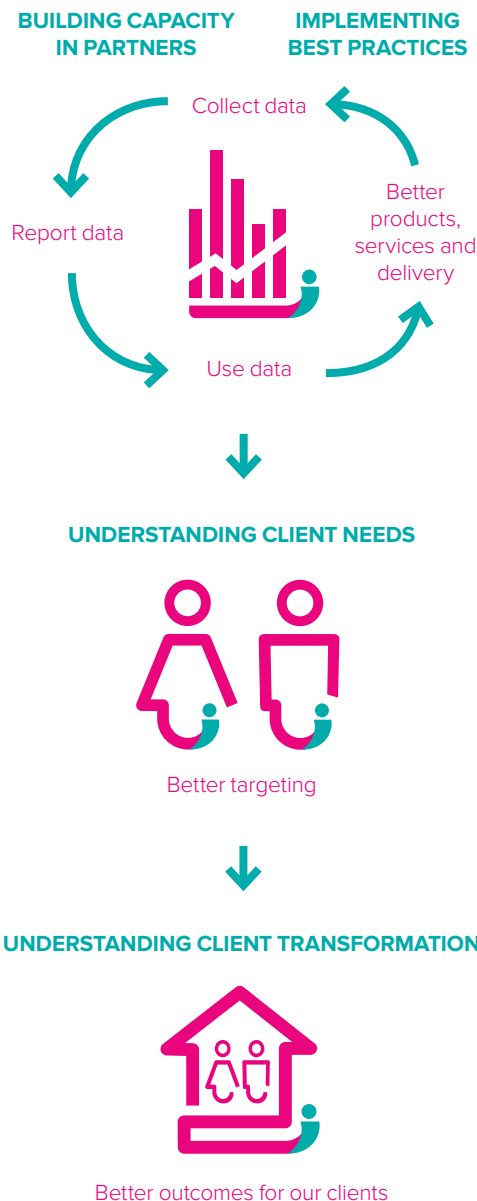 BUILDING CAPACITY
IN PARTNERS
IMPLEMENTING
BEST PRACTICES
Collect data
Report data
Better
products,
services and
delivery
Use data
UNDERSTANDING CLIENT NEEDS
Better targeting
UNDERSTANDING CLIENT TRANSFORMATION
Better outcomes for our clients